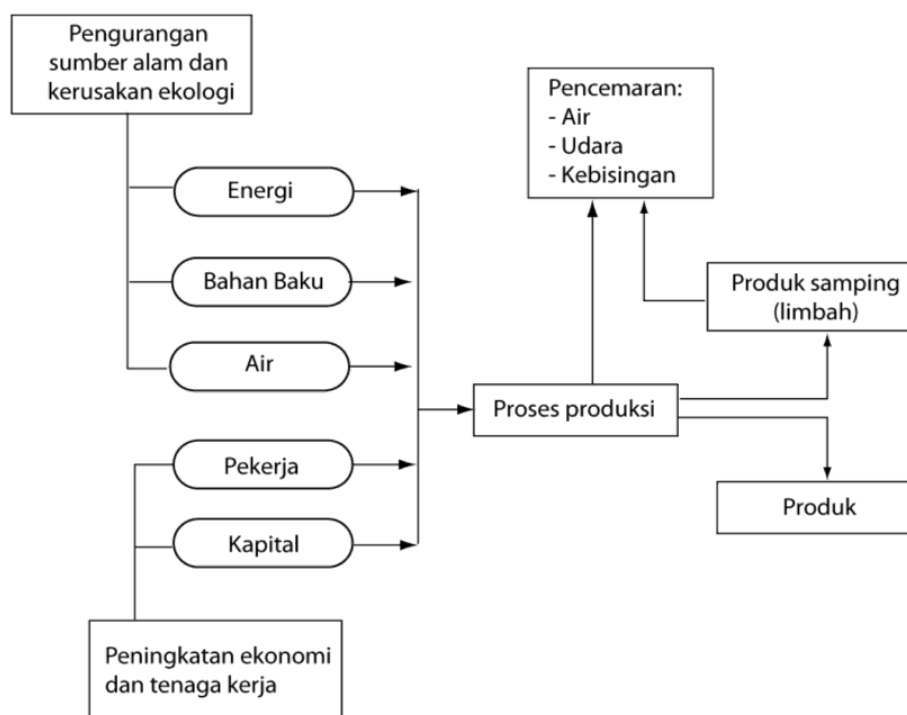 Pengurangan
sumber alam dan
kerusakan ekologi
Energi
Bahan Baku
Air
Pekerja
Kapital
Peningkatan ekonomi
dan tenaga kerja
Proses produksi
Pencemaran:
- Air
- Udara
- Kebisingan
Produk samping
(limbah)
Produk